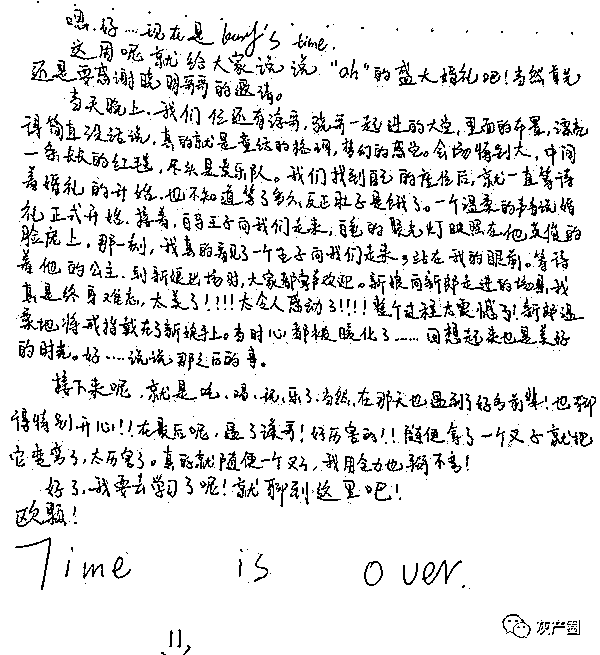 嗯,好……现在是 bunf's time.
这周呢就给大家说说"ah"的盛大婚礼吧!当然首先
还是要感谢晓明哥哥的邀请。
当天晚上,我们 还有 哥, 哥一起进的大堂,里面的布置,漂亮
得简直没话说,真的就是童话的格调,梦幻的感觉。会场特别大,中间
一条长长的红毯,尽头是音乐队。我们找到自己的座位后,就一直等待
着婚礼的开始,也不知道等了多久,反正肚子是饿了。一个温柔的声音说婚
礼正式开始,接着,白马王子向我们走来,白色的 光灯映照在他英俊的
脸庞上,那一刻,我真的看见了一个王子向我们走来,站在我的眼前。等待
着他的公主,到新娘出场时,大家都 欢迎。新娘向新郎走进的场景,我
真是终身难忘,太美了!!!!太令人感动了!!!!整个过程太震撼了!新郎温
柔地将戒指戴在了新娘手上。当时心都被暖化了……回想起来也是美好
的时光。好……说说那之后的事。
接下来呢,就是吃、喝、玩、乐了,当然,在那天也遇到了好多前辈!也聊
得特别开心!!在最后呢,逼了 哥!好厉害的!!随便拿了一个叉子就把
它变弯了,太厉害了。真的就随便一个叉子,我用全力也掰不弯!
好了,我要去学习了呢!就聊到这里吧!
欧颗!
Time is over.
灰产圈